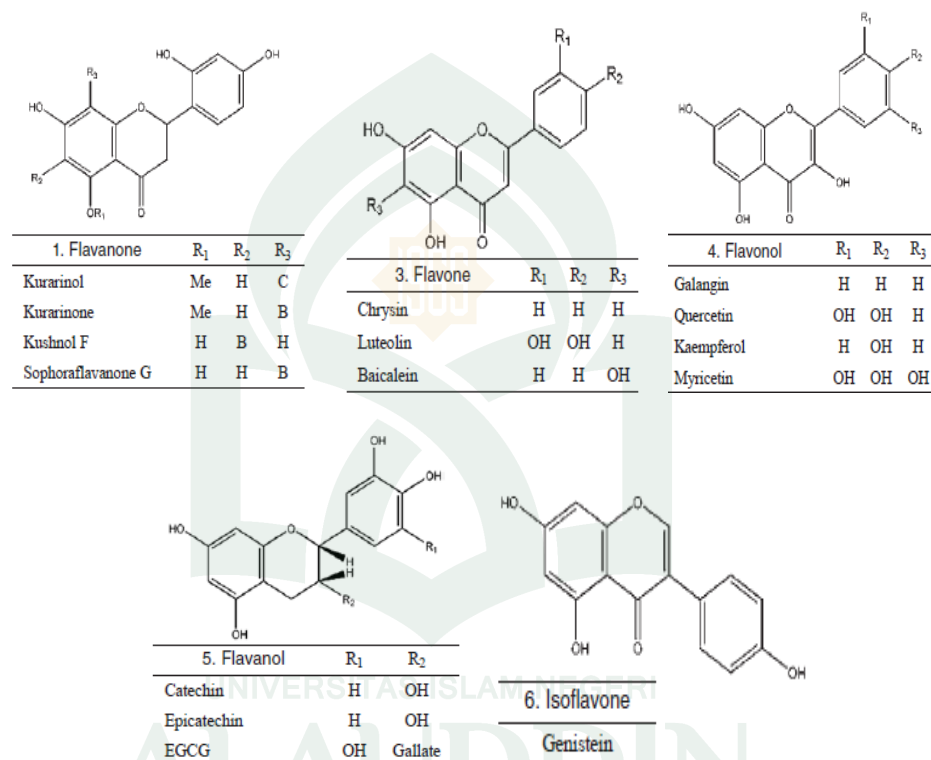 HO
OH
R3
HO
O
R2
OR1
O
1. Flavanone R1 R2 R3
Kurarinol Me H C
Kurarinone Me H B
Kushnol F H B H
Sophoraflavanone G H H B
R1
R2
HO
O
R3
OH
O
3. Flavone R1 R2 R3
Chrysin H H H
Luteolin OH OH H
Baicalein H H OH
R1
R2
R3
HO
O
OH
OH
O
4. Flavonol R1 R2 R3
Galangin H H H
Quercetin OH OH H
Kaempferol H OH H
Myricetin OH OH OH
OH
OH
R1
HO
O
H
H
R2
OH
5. Flavanol R1 R2
Catechin H OH
Epicatechin H OH
EGCG OH Gallate
HO
O
OH
O
OH
6. Isoflavone
Genistein
UNIVERSITAS ISLAM NEGERI
ALAUDDIN